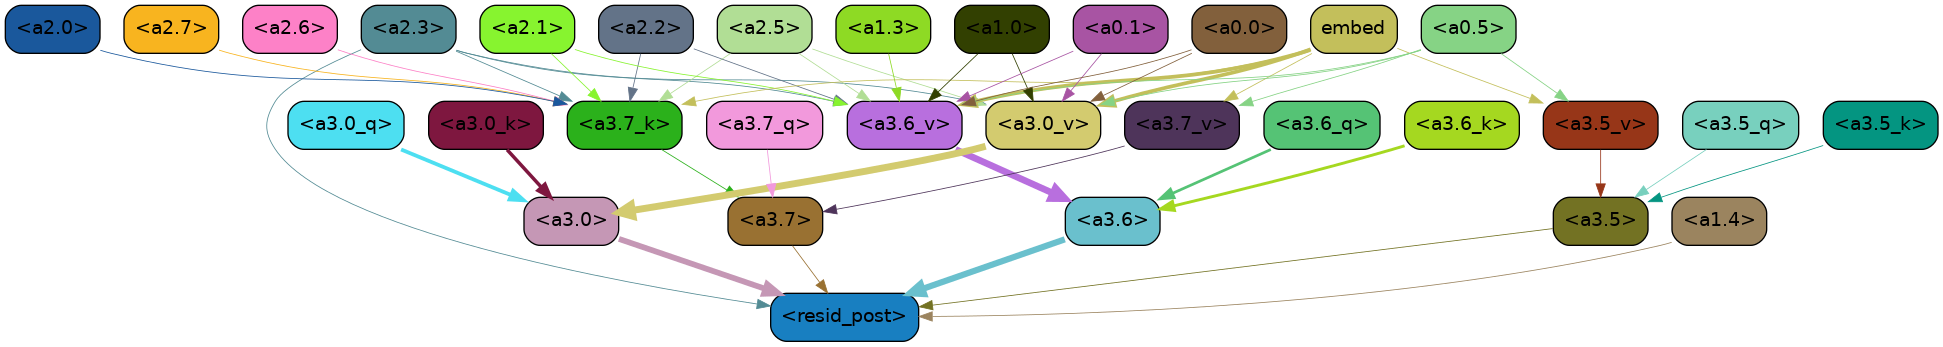 <a2.0> <a2.7> <a2.6> <a2.3> <a2.1> <a2.2> <a2.5> <a1.3> <a1.0> <a0.1> <a0.0> embed <a0.5>
<a3.0_q> <a3.0_k> <a3.7_k> <a3.7_q> <a3.6_v> <a3.0_v> <a3.7_v> <a3.6_q> <a3.6_k> <a3.5_v> <a3.5_q> <a3.5_k>
<a3.0> <a3.7> <a3.6> <a3.5> <a1.4>
<resid_post>